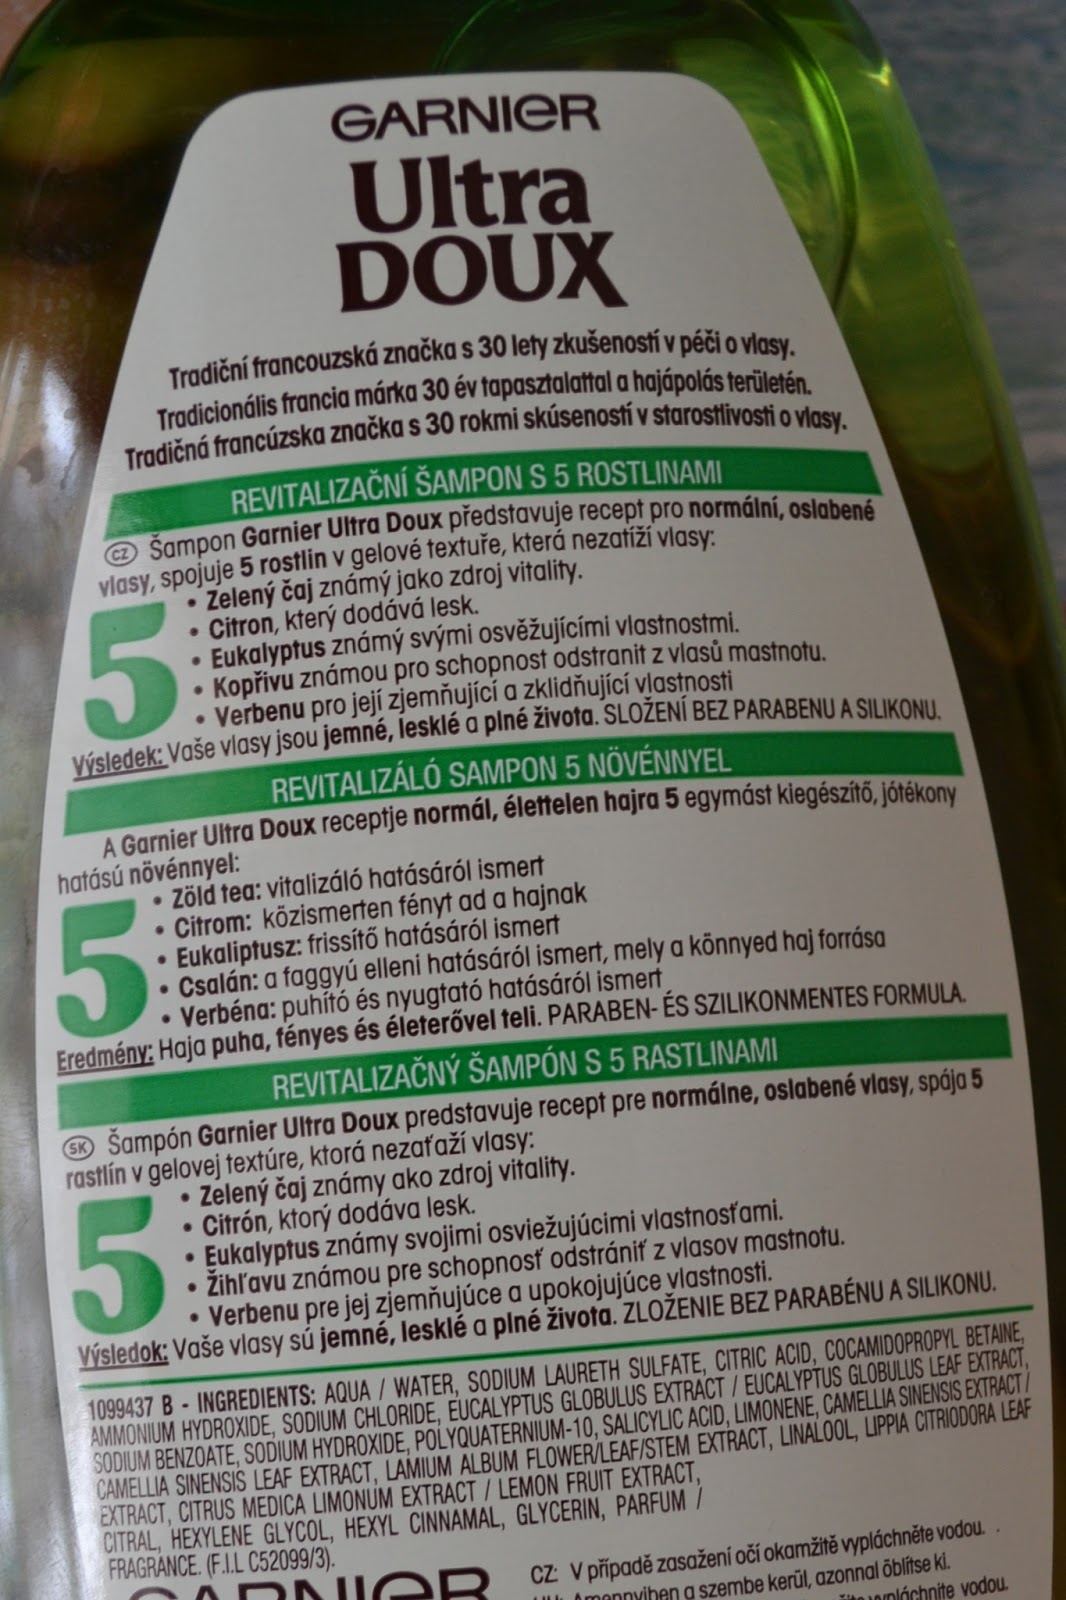 GARNIER
Ultra
DOUX
Tradiční francouzská značka s 30 lety zkušeností v péči o vlasy.
Tradicionális francia márka 30 év tapasztalattal a hajápolás területén.
Tradičná francúzska značka s 30 rokmi skúseností v starostlivosti o vlasy.
REVITALIZAČNÍ ŠAMPON S 5 ROSTLINAMI
CZ Šampon Garnier Ultra Doux představuje recept pro normální, oslabené
vlasy, spojuje 5 rostlin v gelové textuře, která nezatíží vlasy:
5
• Zelený čaj známý jako zdroj vitality.
• Citron, který dodává lesk.
• Eukalyptus známý svými osvěžujícími vlastnostmi.
• Kopřivu známou pro schopnost odstranit z vlasů mastnotu.
• Verbenu pro její zjemňující a zklidňující vlastnosti
Výsledek: Vaše vlasy jsou jemné, lesklé a plné života. SLOŽENÍ BEZ PARABENU A SILIKONU.
REVITALIZÁLÓ SAMPON 5 NÖVÉNNYEL
A Garnier Ultra Doux receptje normál, élettelen hajra 5 egymást kiegészítő, jótékony
hatású növénnyel:
5
• Zöld tea: vitalizáló hatásáról ismert
• Citrom: közismerten fényt ad a hajnak
• Eukaliptusz: frissítő hatásáról ismert
• Csalán: a faggyú elleni hatásáról ismert, mely a könnyed haj forrása
• Verbéna: puhító és nyugtató hatásáról ismert
Eredmény: Haja puha, fényes és életerővel teli. PARABEN- ÉS SZILIKONMENTES FORMULA.
REVITALIZAČNÝ ŠAMPÓN S 5 RASTLINAMI
SK Šampón Garnier Ultra Doux predstavuje recept pre normálne, oslabené vlasy, spája 5
rastlín v gelovej textúre, ktorá nezaťaží vlasy:
5
• Zelený čaj známy ako zdroj vitality.
• Citrón, ktorý dodáva lesk.
• Eukalyptus známy svojimi osviežujúcimi vlastnosťami.
• Žihľavu známou pre schopnosť odstrániť z vlasov mastnotu.
• Verbenu pre jej zjemňujúce a upokojujúce vlastnosti.
Výsledok: Vaše vlasy sú jemné, lesklé a plné života. ZLOŽENIE BEZ PARABÉNU A SILIKONU.
1099437 B - INGREDIENTS: AQUA / WATER, SODIUM LAURETH SULFATE, CITRIC ACID, COCAMIDOPROPYL BETAINE,
AMMONIUM HYDROXIDE, SODIUM CHLORIDE, EUCALYPTUS GLOBULUS EXTRACT / EUCALYPTUS GLOBULUS LEAF EXTRACT,
SODIUM BENZOATE, SODIUM HYDROXIDE, POLYQUATERNIUM-10, SALICYLIC ACID, LIMONENE, CAMELLIA SINENSIS EXTRACT /
CAMELLIA SINENSIS LEAF EXTRACT, LAMIUM ALBUM FLOWER/LEAF/STEM EXTRACT, LINALOOL, LIPPIA CITRIODORA LEAF
EXTRACT, CITRUS MEDICA LIMONUM EXTRACT / LEMON FRUIT EXTRACT,
CITRAL, HEXYLENE GLYCOL, HEXYL CINNAMAL, GLYCERIN, PARFUM /
FRAGRANCE. (F.I.L C52099/3).
GARNIER
CZ: V případě zasažení očí okamžitě vypláchněte vodou.
a szembe kerül, azonnal öblítse ki.
vypláchnite vodou.